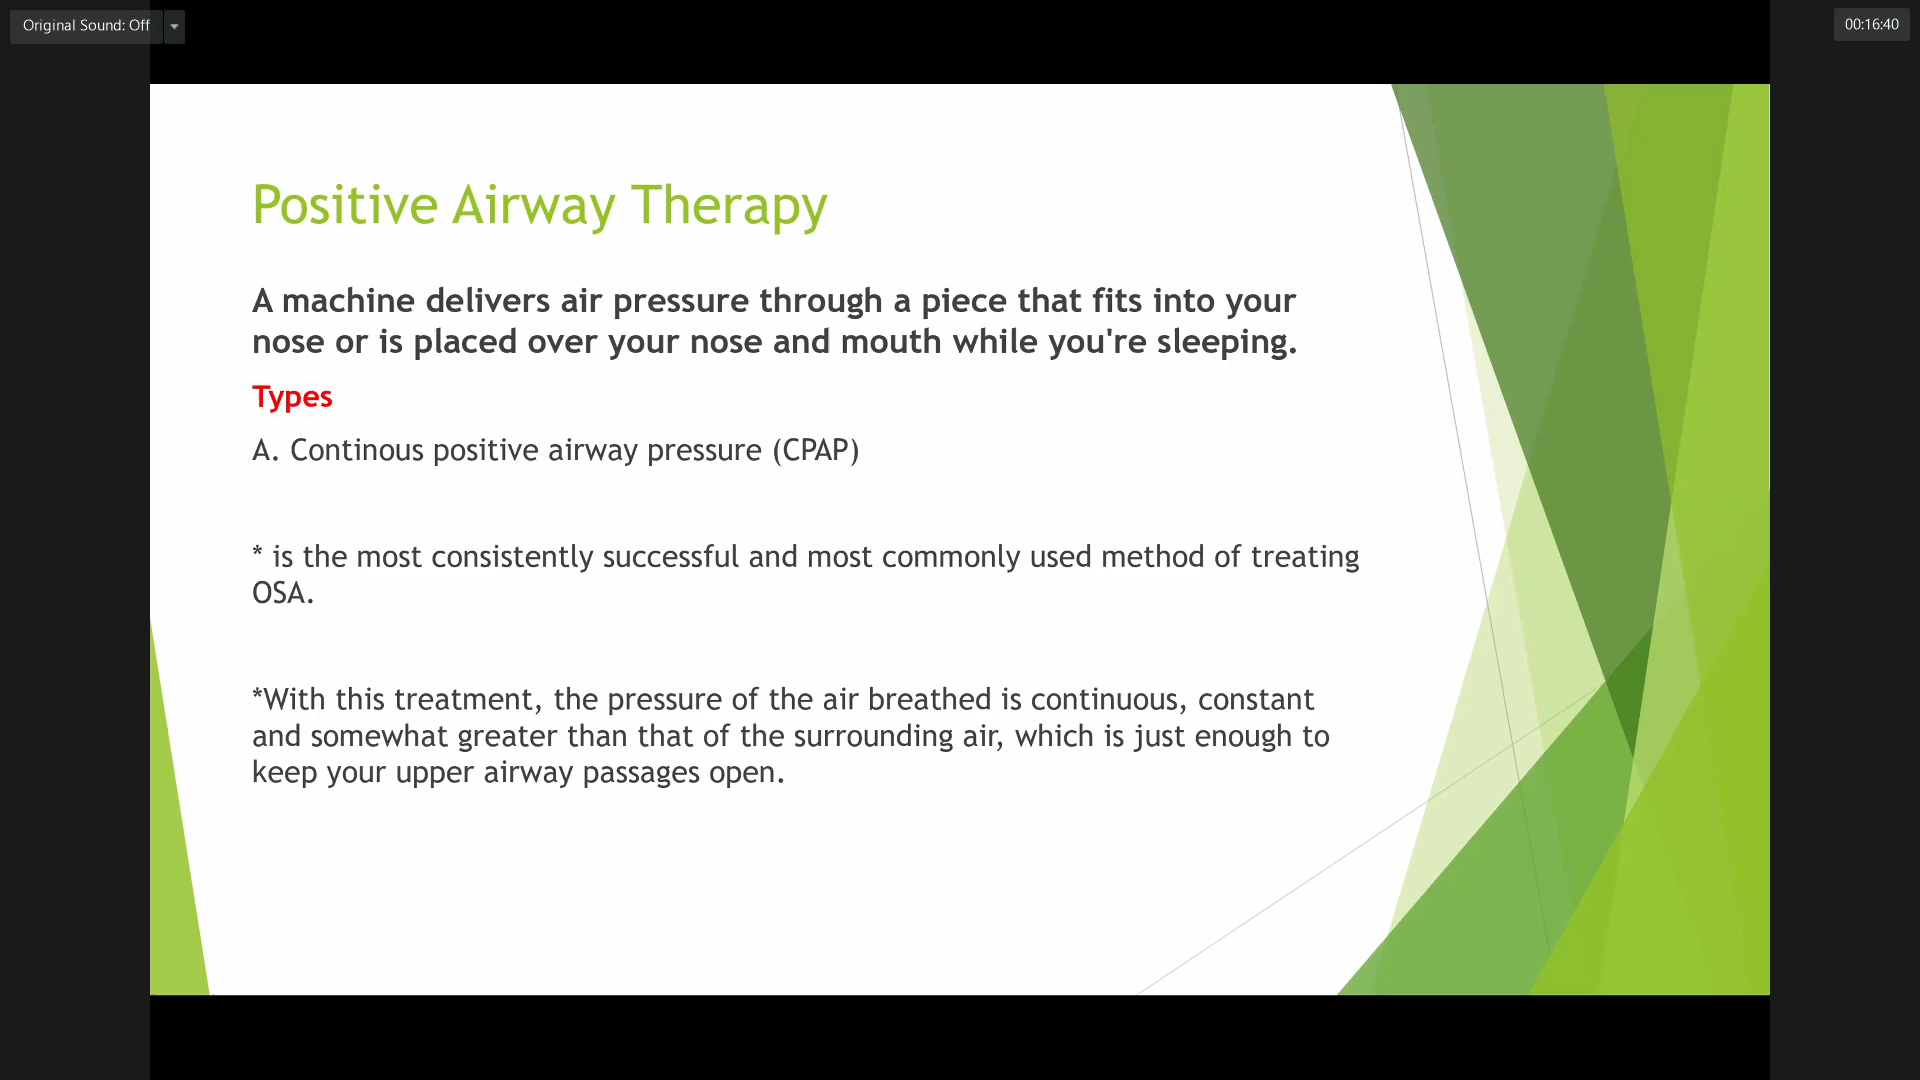 Original Sound: Off
00:16:40
Positive Airway Therapy
A machine delivers air pressure through a piece that fits into your
nose or is placed over your nose and mouth while you're sleeping.
Types
A. Continous positive airway pressure (CPAP)
* is the most consistently successful and most commonly used method of treating
OSA.
*With this treatment, the pressure of the air breathed is continuous, constant
and somewhat greater than that of the surrounding air, which is just enough to
keep your upper airway passages open.